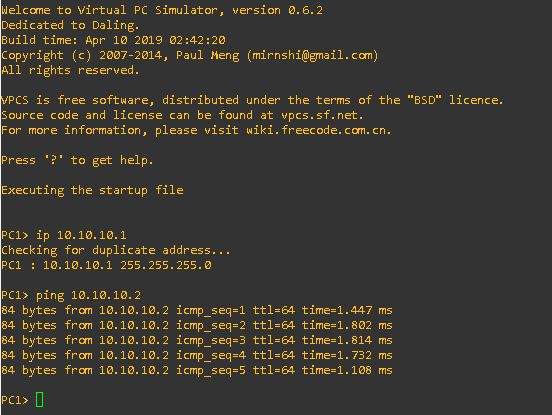 Welcome to Virtual PC Simulator, version 0.6.2
Dedicated to Daling.
Build time: Apr 10 2019 02:42:20
Copyright (c) 2007-2014, Paul Meng (mirnshi@gmail.com)
All rights reserved.
VPCS is free software, distributed under the terms of the "BSD" licence.
Source code and license can be found at vpcs.sf.net.
For more information, please visit wiki.freecode.com.cn.
Press '?' to get help.
Executing the startup file
PC1> ip 10.10.10.1
Checking for duplicate address...
PC1 : 10.10.10.1 255.255.255.0
PC1> ping 10.10.10.2
84 bytes from 10.10.10.2 icmp_seq=1 ttl=64 time=1.447 ms
84 bytes from 10.10.10.2 icmp_seq=2 ttl=64 time=1.802 ms
84 bytes from 10.10.10.2 icmp_seq=3 ttl=64 time=1.814 ms
84 bytes from 10.10.10.2 icmp_seq=4 ttl=64 time=1.732 ms
84 bytes from 10.10.10.2 icmp_seq=5 ttl=64 time=1.108 ms
PC1>